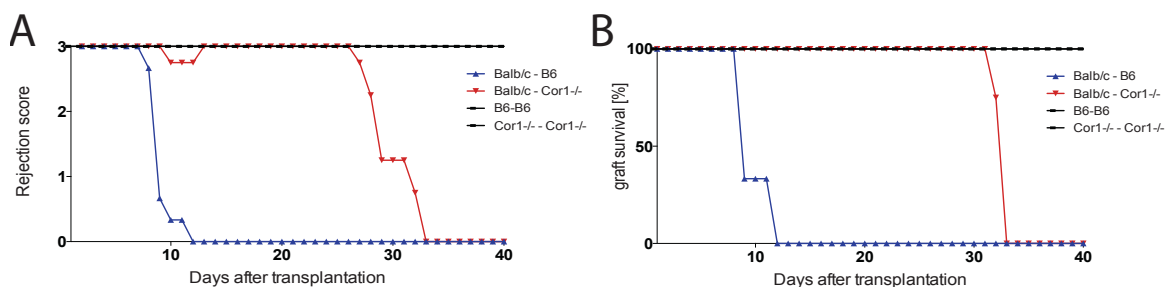 A
Rejection score
3
2
1
0
10
20
30
40
Days after transplantation
Balb/c - B6
Balb/c - Cor1-/-
B6-B6
Cor1-/- - Cor1-/-
B
graft survival [%]
100
50
0
10
20
30
40
Days after transplantation
Balb/c - B6
Balb/c - Cor1-/-
B6-B6
Cor1-/- - Cor1-/-